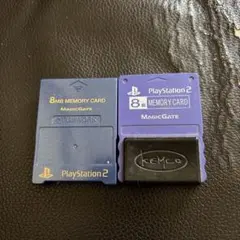 8MB MEMORY CARD
MAGICGATE
PlayStation 2
PlayStation 2
8MB MEMORY CARD
MAGICGATE
KEMCO